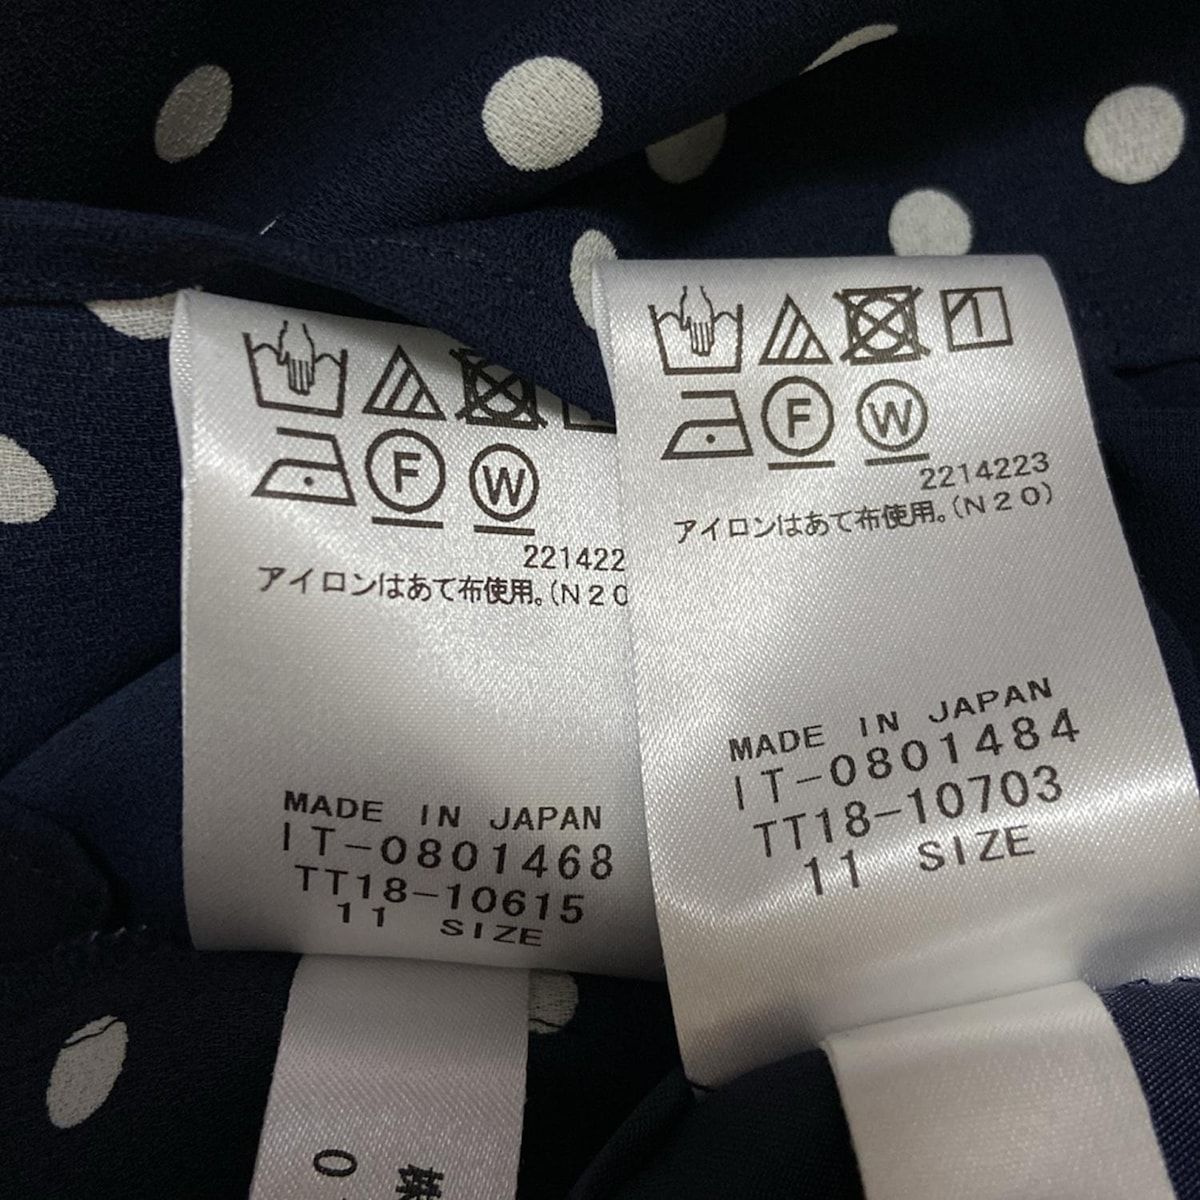 F W
221422
アイロンはあて布使用。(N20
MADE IN JAPAN
IT-0801468
TT18-10615
11 SIZE
0
F W
2214223
アイロンはあて布使用。(N20)
MADE IN JAPAN
IT-0801484
TT18-10703
11 SIZE